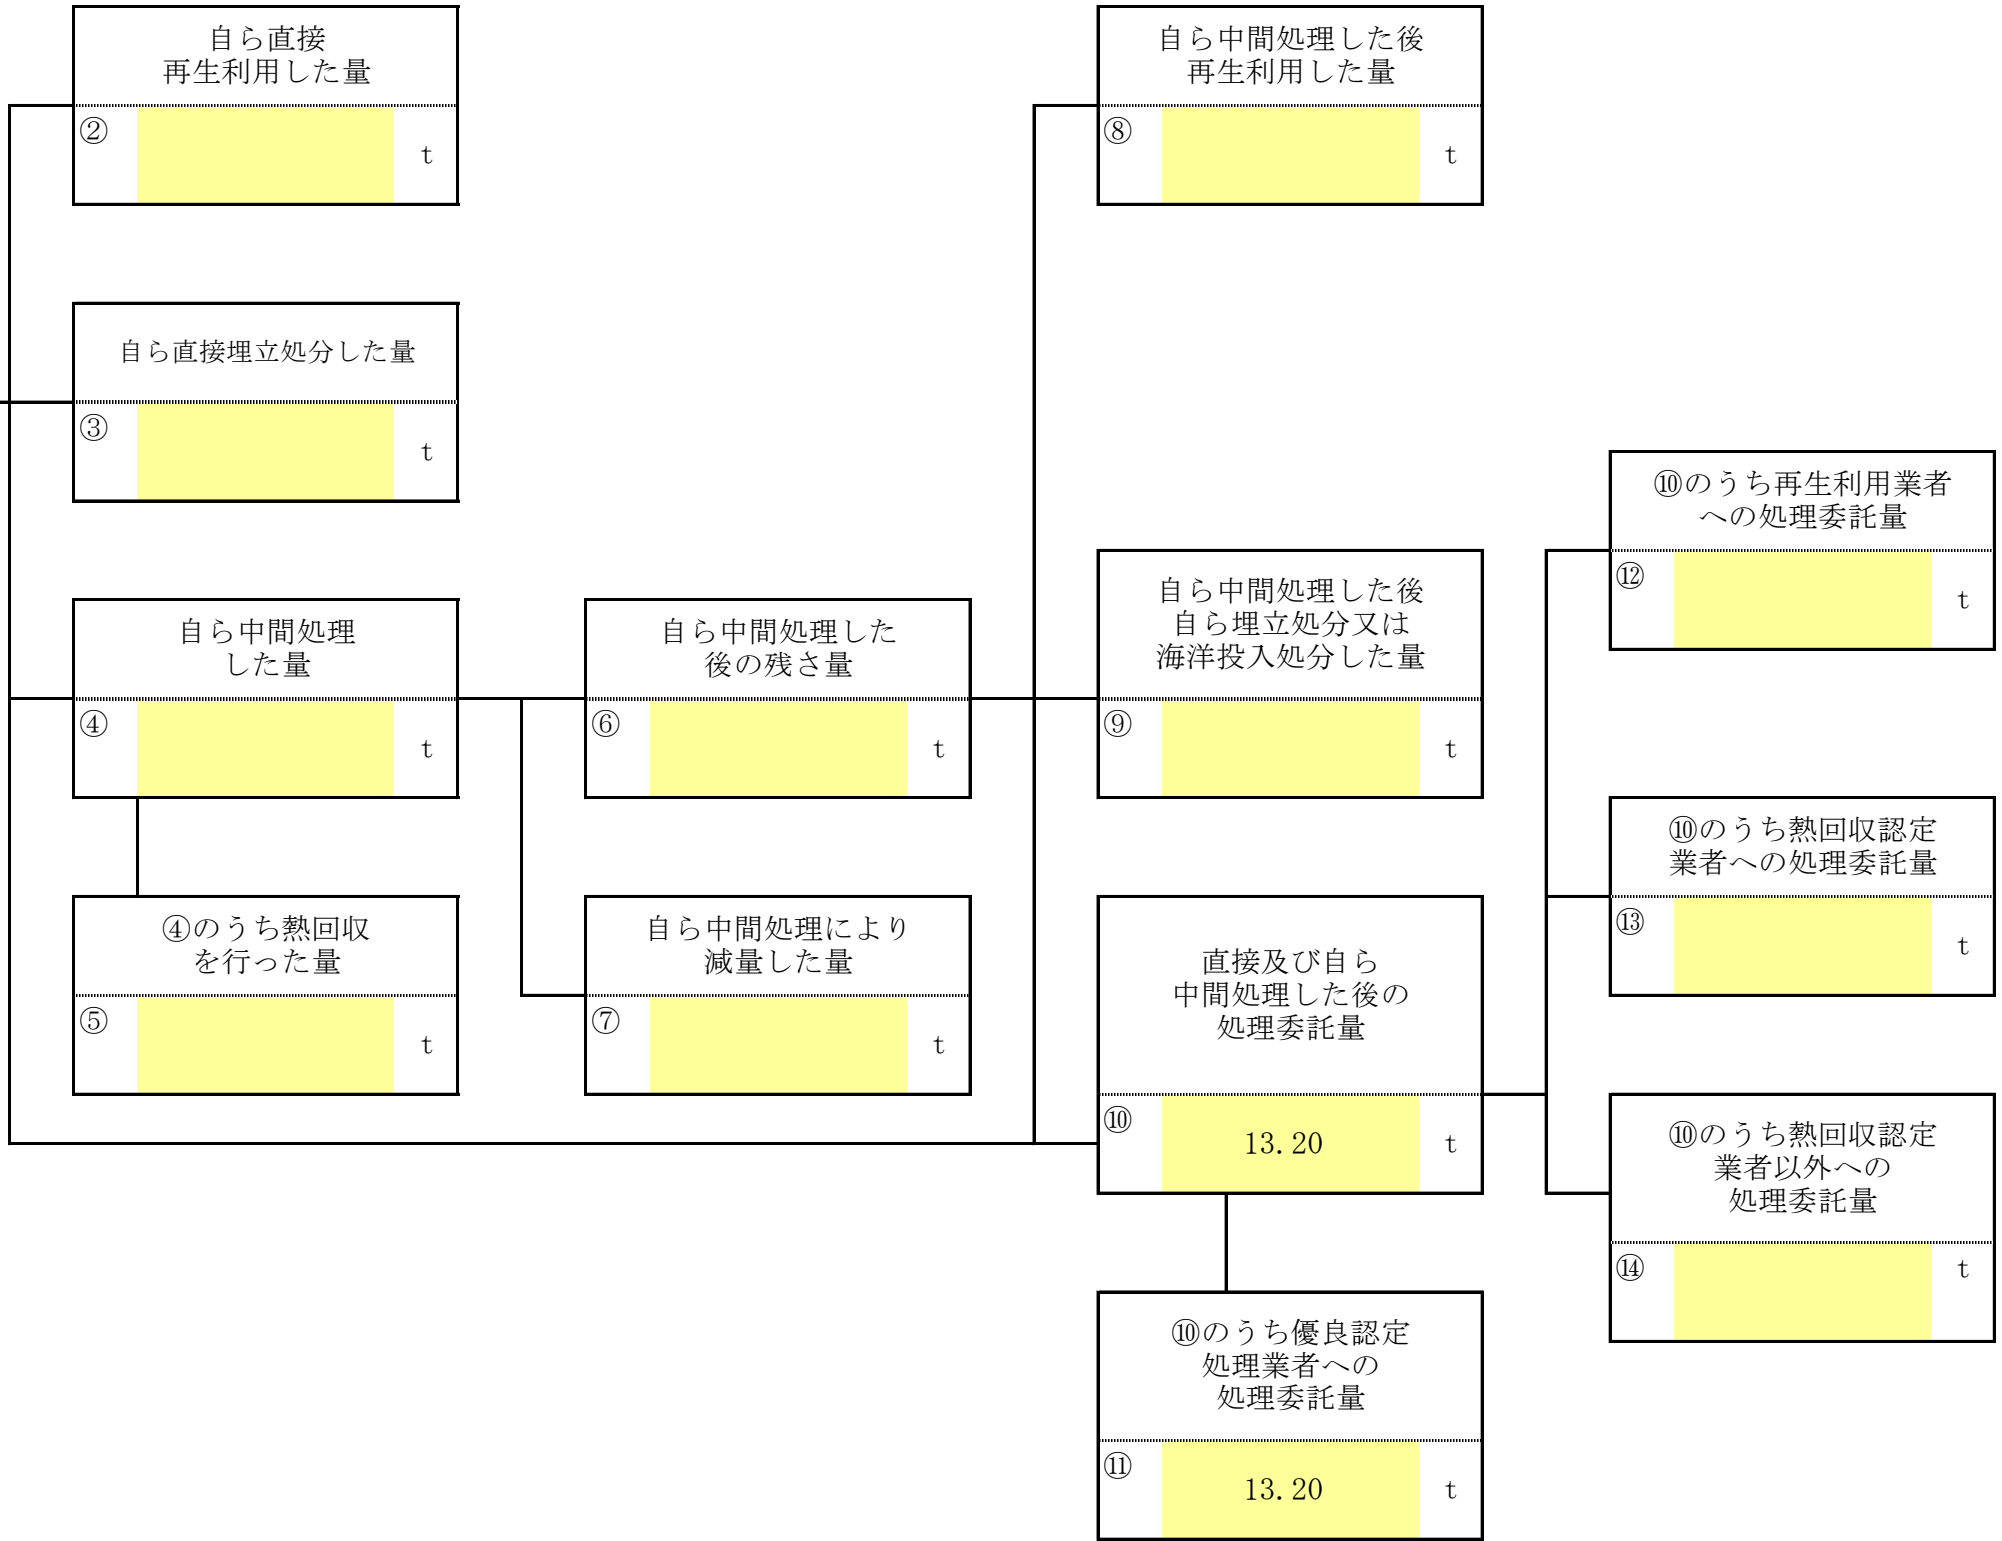 自ら直接
再生利用した量
②
t
自ら中間処理した後
再生利用した量
⑧
t
自ら直接埋立処分した量
③
t
⑩のうち再生利用業者
への処理委託量
⑫
t
自ら中間処理
した量
④
t
自ら中間処理した
後の残さ量
⑥
t
自ら中間処理した後
自ら埋立処分又は
海洋投入処分した量
⑨
t
⑩のうち熱回収認定
業者への処理委託量
⑬
t
④のうち熱回収
を行った量
⑤
t
自ら中間処理により
減量した量
⑦
t
直接及び自ら
中間処理した後の
処理委託量
⑩
13.20
t
⑩のうち熱回収認定
業者以外への
処理委託量
⑭
t
⑩のうち優良認定
処理業者への
処理委託量
⑪
13.20
t